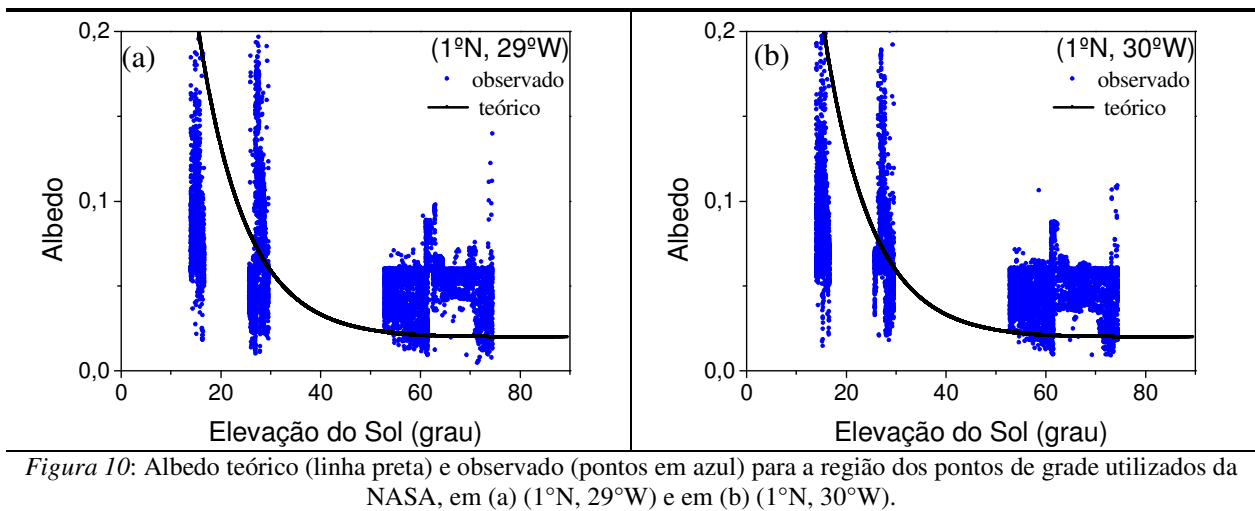 (a)
(1ºN, 29ºW)
observado
teórico
0,2
0,1
0,0
Albedo
0 20 40 60 80
Elevação do Sol (grau)
(b)
(1ºN, 30ºW)
observado
teórico
0,2
0,1
0,0
Albedo
0 20 40 60 80
Elevação do Sol (grau)
Figura 10: Albedo teórico (linha preta) e observado (pontos em azul) para a região dos pontos de grade utilizados da
NASA, em (a) (1°N, 29°W) e em (b) (1°N, 30°W).